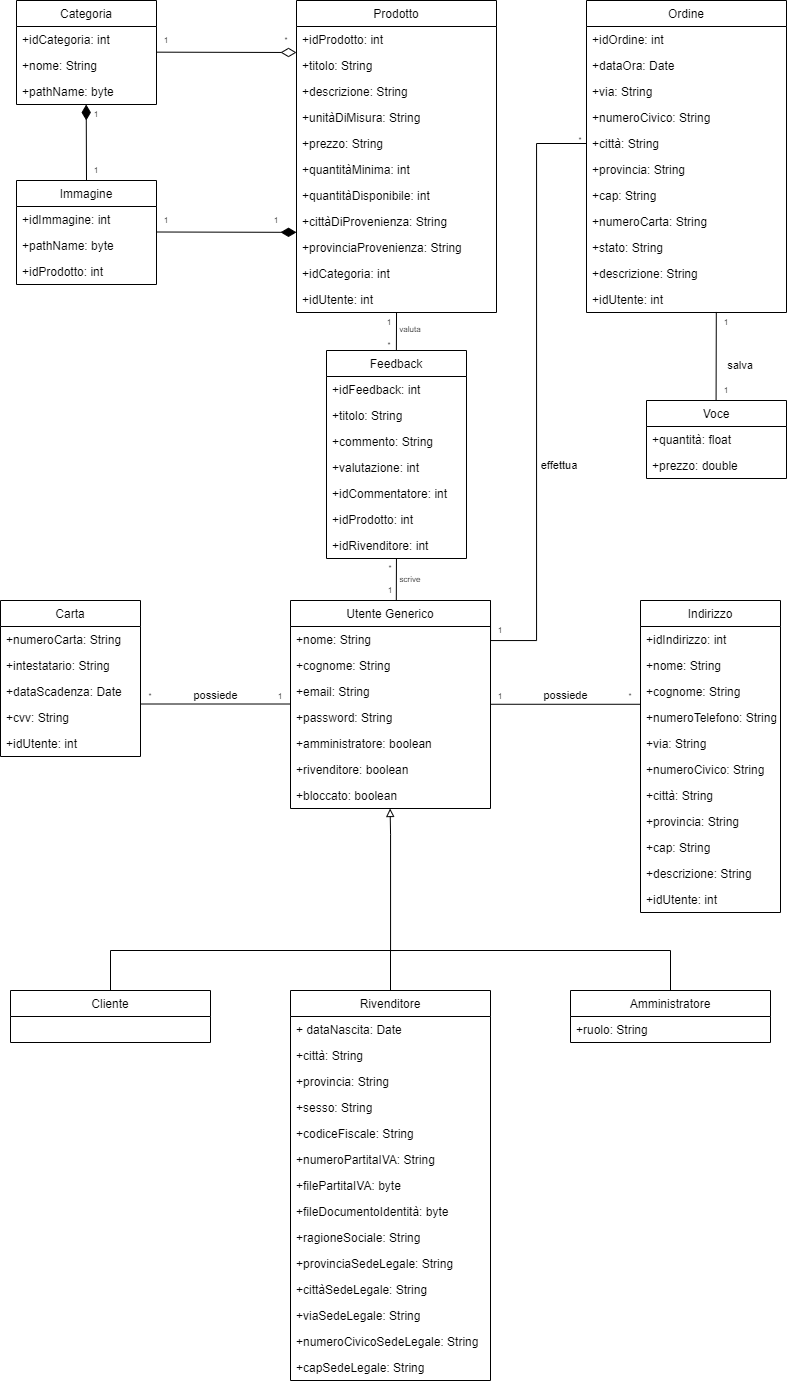 Categoria
+idCategoria: int
+nome: String
+pathName: byte
1
*
1
1
Immagine
+idImmagine: int
+pathName: byte
+idProdotto: int
1
1
Prodotto
+idProdotto: int
+titolo: String
+descrizione: String
+unitàDiMisura: String
+prezzo: String
+quantitàMinima: int
+quantitàDisponibile: int
+cittàDiProvenienza: String
+provinciaProvenienza: String
+idCategoria: int
+idUtente: int
Ordine
+idOrdine: int
+dataOra: Date
+via: String
+numeroCivico: String
+città: String
+provincia: String
+cap: String
+numeroCarta: String
+stato: String
+descrizione: String
+idUtente: int
*
1
valuta
*
1
salva
1
Feedback
+idFeedback: int
+titolo: String
+commento: String
+valutazione: int
+idCommentatore: int
+idProdotto: int
+idRivenditore: int
Voce
+quantità: float
+prezzo: double
effettua
*
scrive
1
Carta
+numeroCarta: String
+intestatario: String
+dataScadenza: Date
+cvv: String
+idUtente: int
*
possiede
1
Utente Generico
+nome: String
+cognome: String
+email: String
+password: String
+amministratore: boolean
+rivenditore: boolean
+bloccato: boolean
1
1
possiede
*
Indirizzo
+idIndirizzo: int
+nome: String
+cognome: String
+numeroTelefono: String
+via: String
+numeroCivico: String
+città: String
+provincia: String
+cap: String
+descrizione: String
+idUtente: int
Cliente
Rivenditore
+ dataNascita: Date
+città: String
+provincia: String
+sesso: String
+codiceFiscale: String
+numeroPartitaIVA: String
+filePartitaIVA: byte
+fileDocumentoIdentità: byte
+ragioneSociale: String
+provinciaSedeLegale: String
+cittàSedeLegale: String
+viaSedeLegale: String
+numeroCivicoSedeLegale: String
+capSedeLegale: String
Amministratore
+ruolo: String